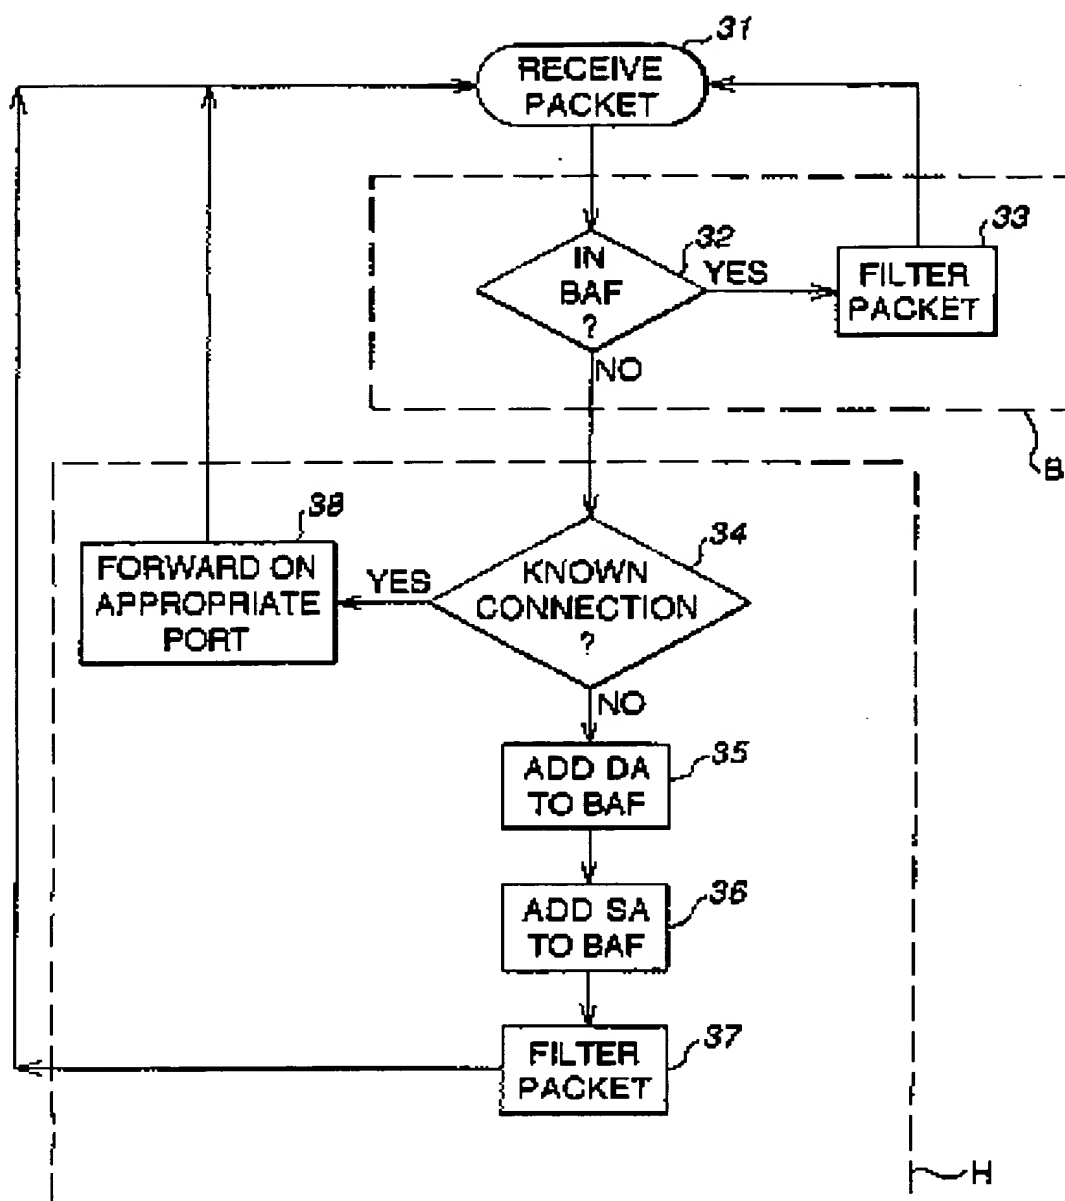 31
RECEIVE
PACKET
32
33
IN
BAF
?
YES
FILTER
PACKET
NO
B
38
34
FORWARD ON
APPROPRIATE
PORT
YES
KNOWN
CONNECTION
?
NO
35
ADD DA
TO BAF
36
ADD SA
TO BAF
37
FILTER
PACKET
H